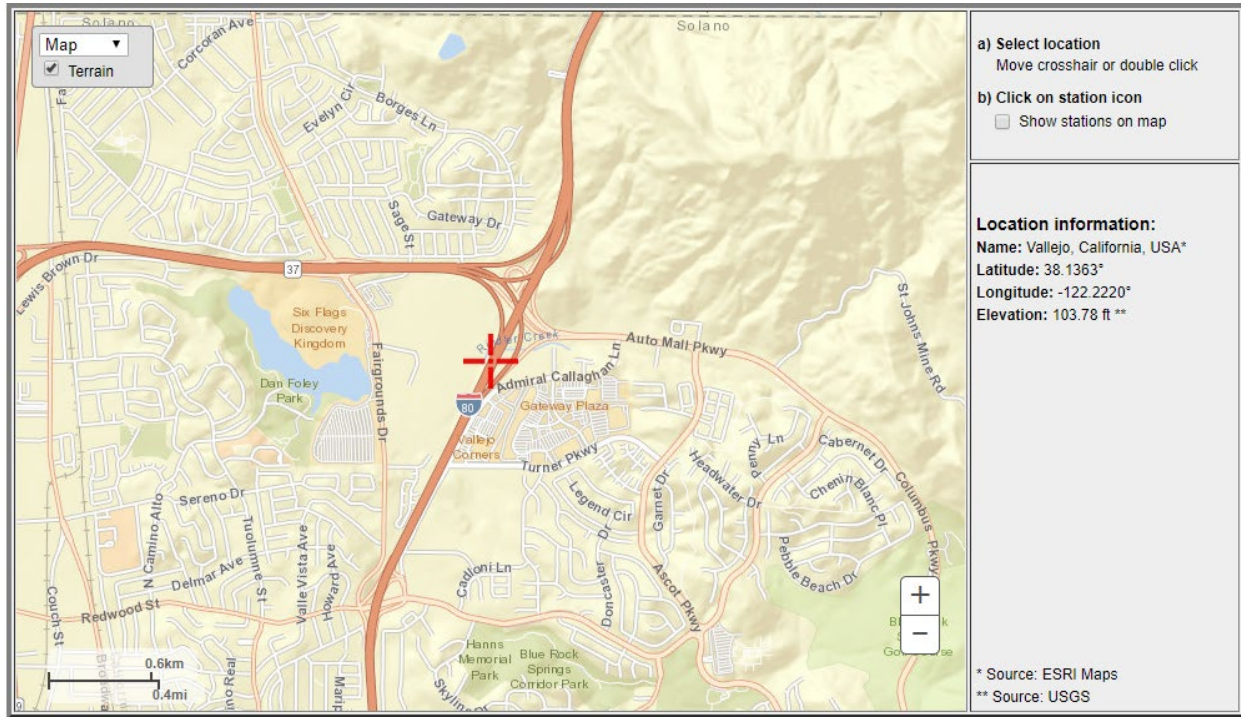 Solano
Solano
Map
Terrain
Corcoran Ave
Evelyn Cir
Borges Ln
Sage St
Gateway Dr
Lewis Brown Dr
37
Six Flags
Discovery
Kingdom
Dan Foley
Park
Fairgrounds Dr
Creek
Admiral Callaghan Ln
Auto Mall Pkwy
St Johns Mine Rd
80
Gateway Plaza
Vallejo
Corners
Turner Pkwy
Sereno Dr
N Camino Alto
Tuolumne St
Valle Vista Ave
Howard Ave
Delmar Ave
Redwood St
Couch St
Legend Cir
Garnet Dr
Headwater Dr
Danny Ln
Cabernet Dr
Chenin Blanc Pl
Columbus Pkwy
Pebble Beach Dr
Cadloni Ln
Doncaster Dr
Ascot Pkwy
Hanns
Memorial
Park
Blue Rock
Springs
Corridor Park
Skyline
Marip
ino Real
+
−
0.6km
0.4mi
a) Select location
Move crosshair or double click
b) Click on station icon
Show stations on map
Location information:
Name: Vallejo, California, USA*
Latitude: 38.1363°
Longitude: -122.2220°
Elevation: 103.78 ft **
* Source: ESRI Maps
** Source: USGS